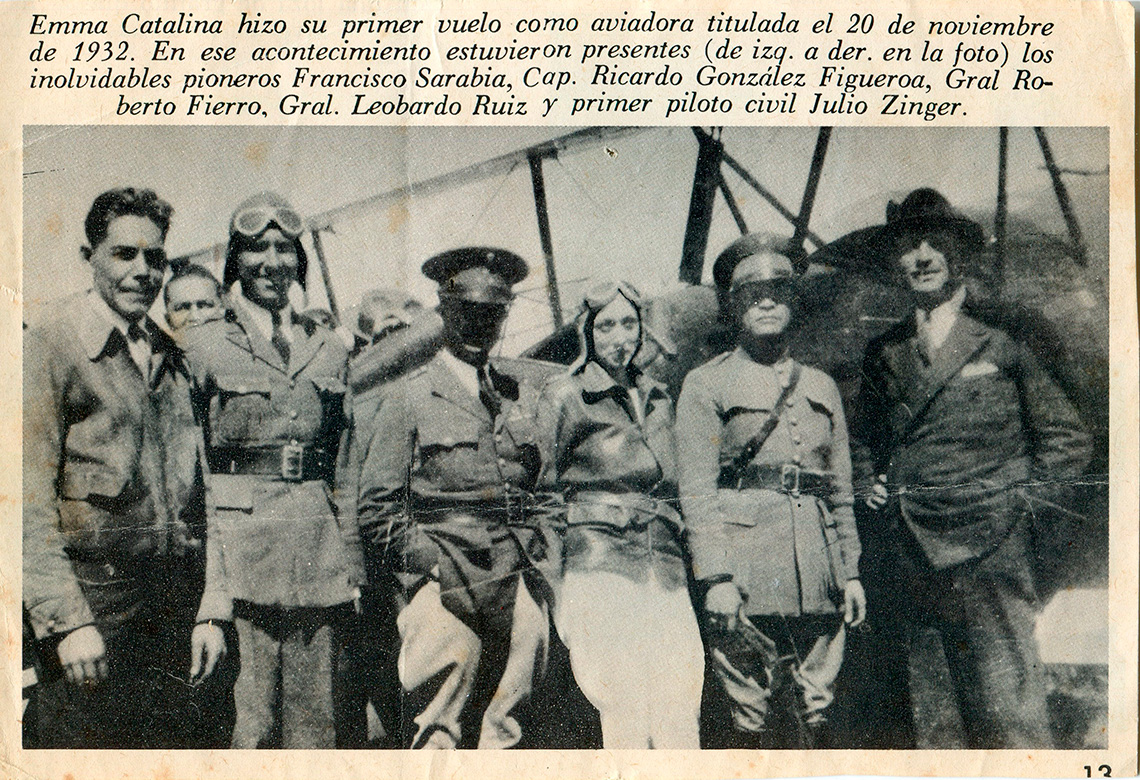 Emma Catalina hizo su primer vuelo como aviadora titulada el 20 de noviembre
de 1932. En ese acontecimiento estuvieron presentes (de izq. a der. en la foto) los
inolvidables pioneros Francisco Sarabia, Cap. Ricardo González Figueroa, Gral Ro-
berto Fierro, Gral. Leobardo Ruiz y primer piloto civil Julio Zinger.